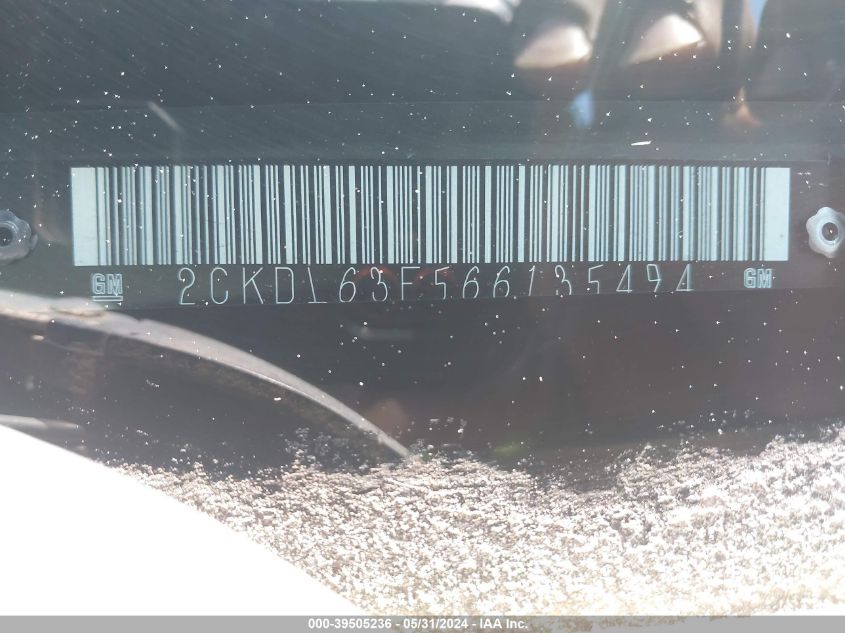 GM 2CKDL63F566135494 GM
000-39505236 - 05/31/2024 - IAA Inc.